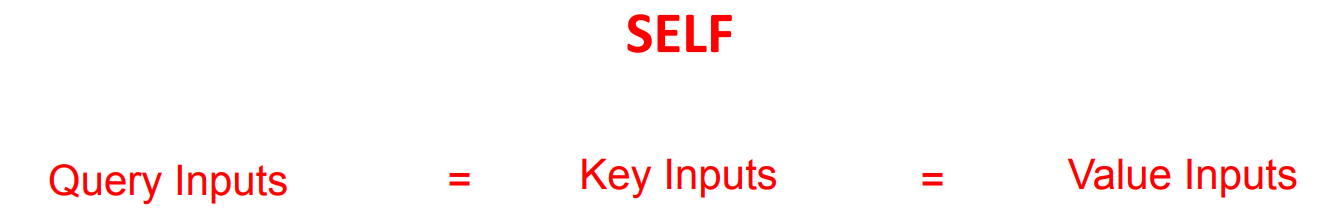 SELF
Query Inputs = Key Inputs = Value Inputs